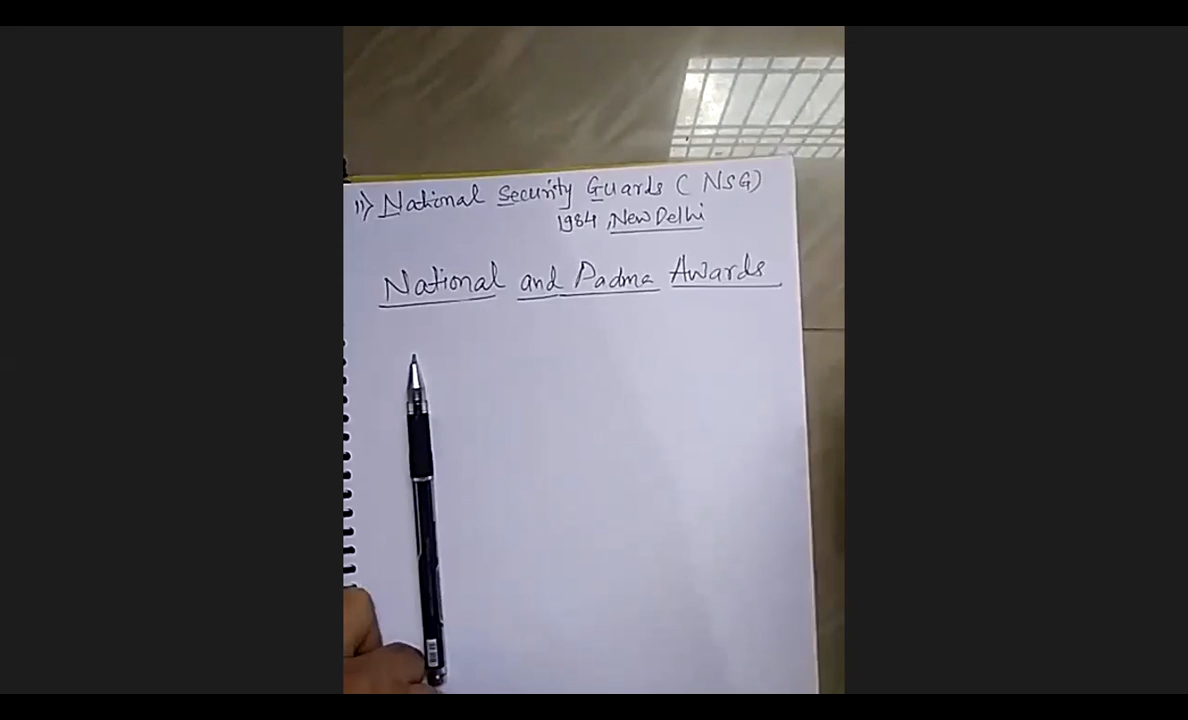 11) National Security Guards ( NSG)
1984, New Delhi
National and Padma Awards